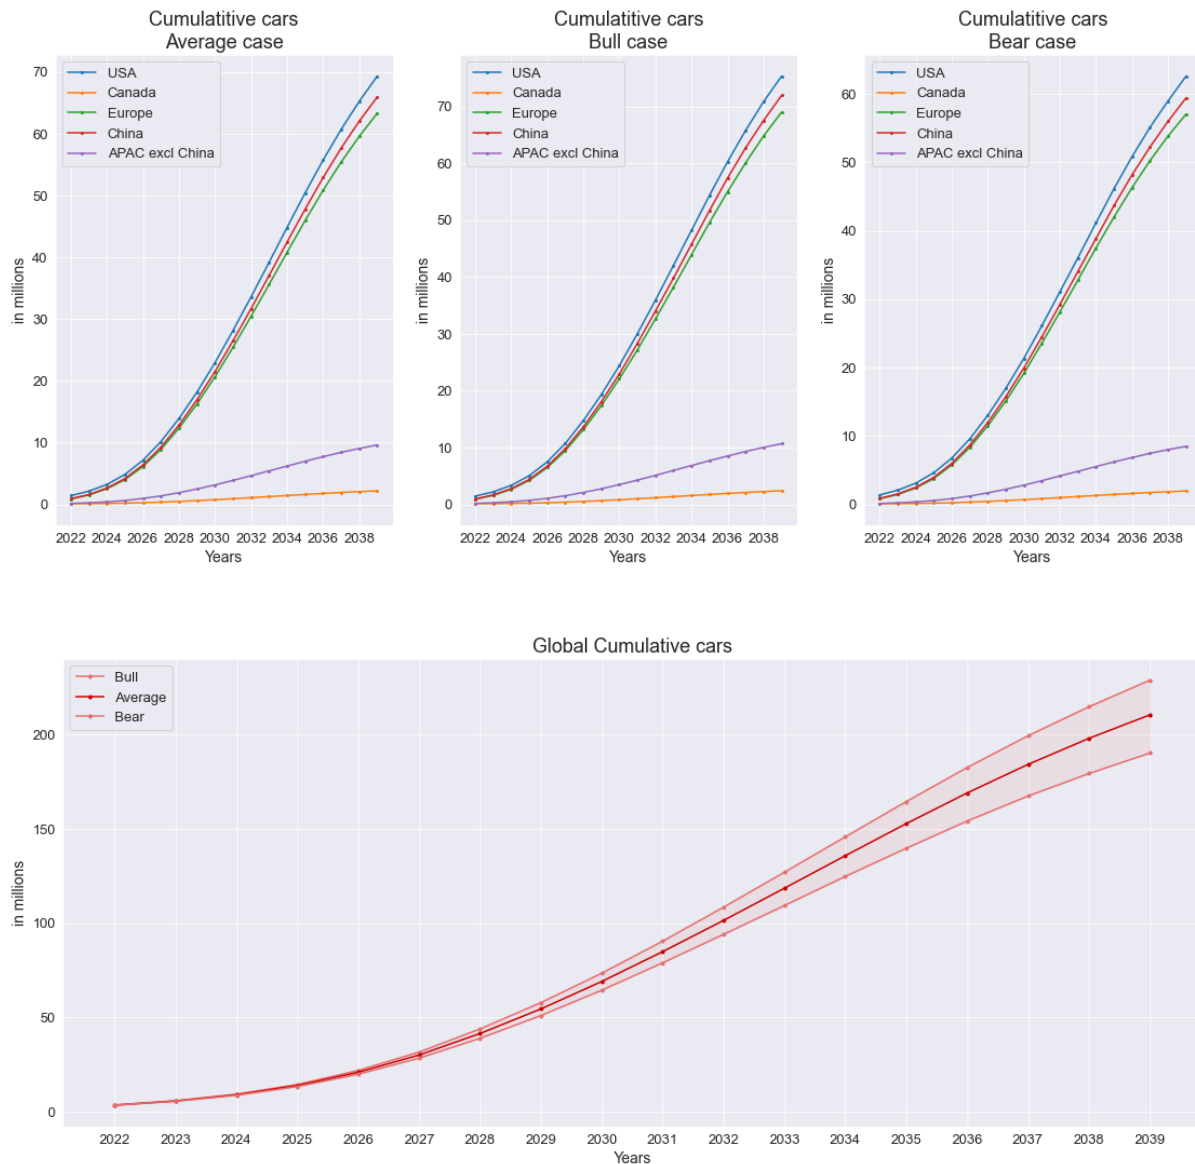 Cumulatitive cars
Average case
70
60
50
40
30
20
10
0
in millions
USA
Canada
Europe
China
APAC excl China
2022 2024 2026 2028 2030 2032 2034 2036 2038
Years
Cumulatitive cars
Bull case
70
60
50
40
30
20
10
0
in millions
USA
Canada
Europe
China
APAC excl China
2022 2024 2026 2028 2030 2032 2034 2036 2038
Years
Cumulatitive cars
Bear case
60
50
40
30
20
10
0
in millions
USA
Canada
Europe
China
APAC excl China
2022 2024 2026 2028 2030 2032 2034 2036 2038
Years
Global Cumulative cars
Bull
Average
Bear
200
150
100
50
0
in millions
2022 2023 2024 2025 2026 2027 2028 2029 2030 2031 2032 2033 2034 2035 2036 2037 2038 2039
Years